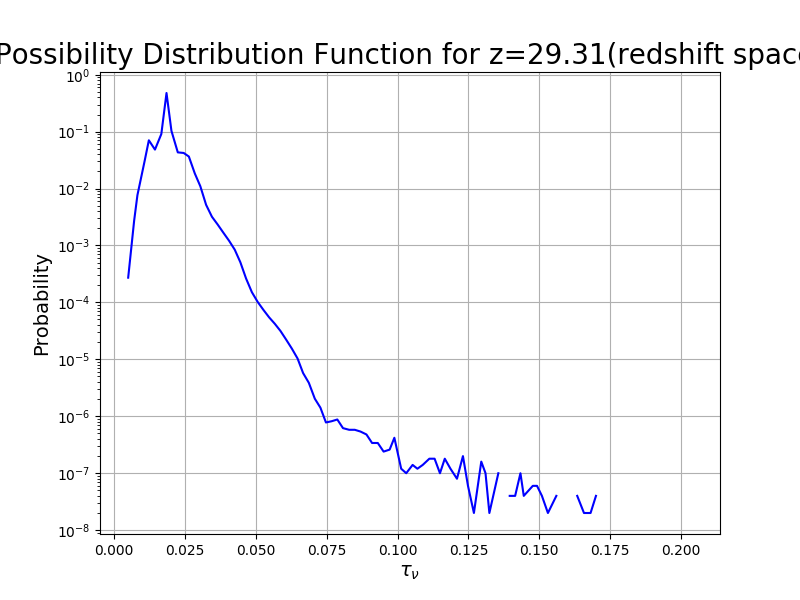 Possibility Distribution Function for z=29.31(redshift space
10⁰
10⁻¹
10⁻²
10⁻³
10⁻⁴
10⁻⁵
10⁻⁶
10⁻⁷
10⁻⁸
Probability
0.000 0.025 0.050 0.075 0.100 0.125 0.150 0.175 0.200
τᵥ